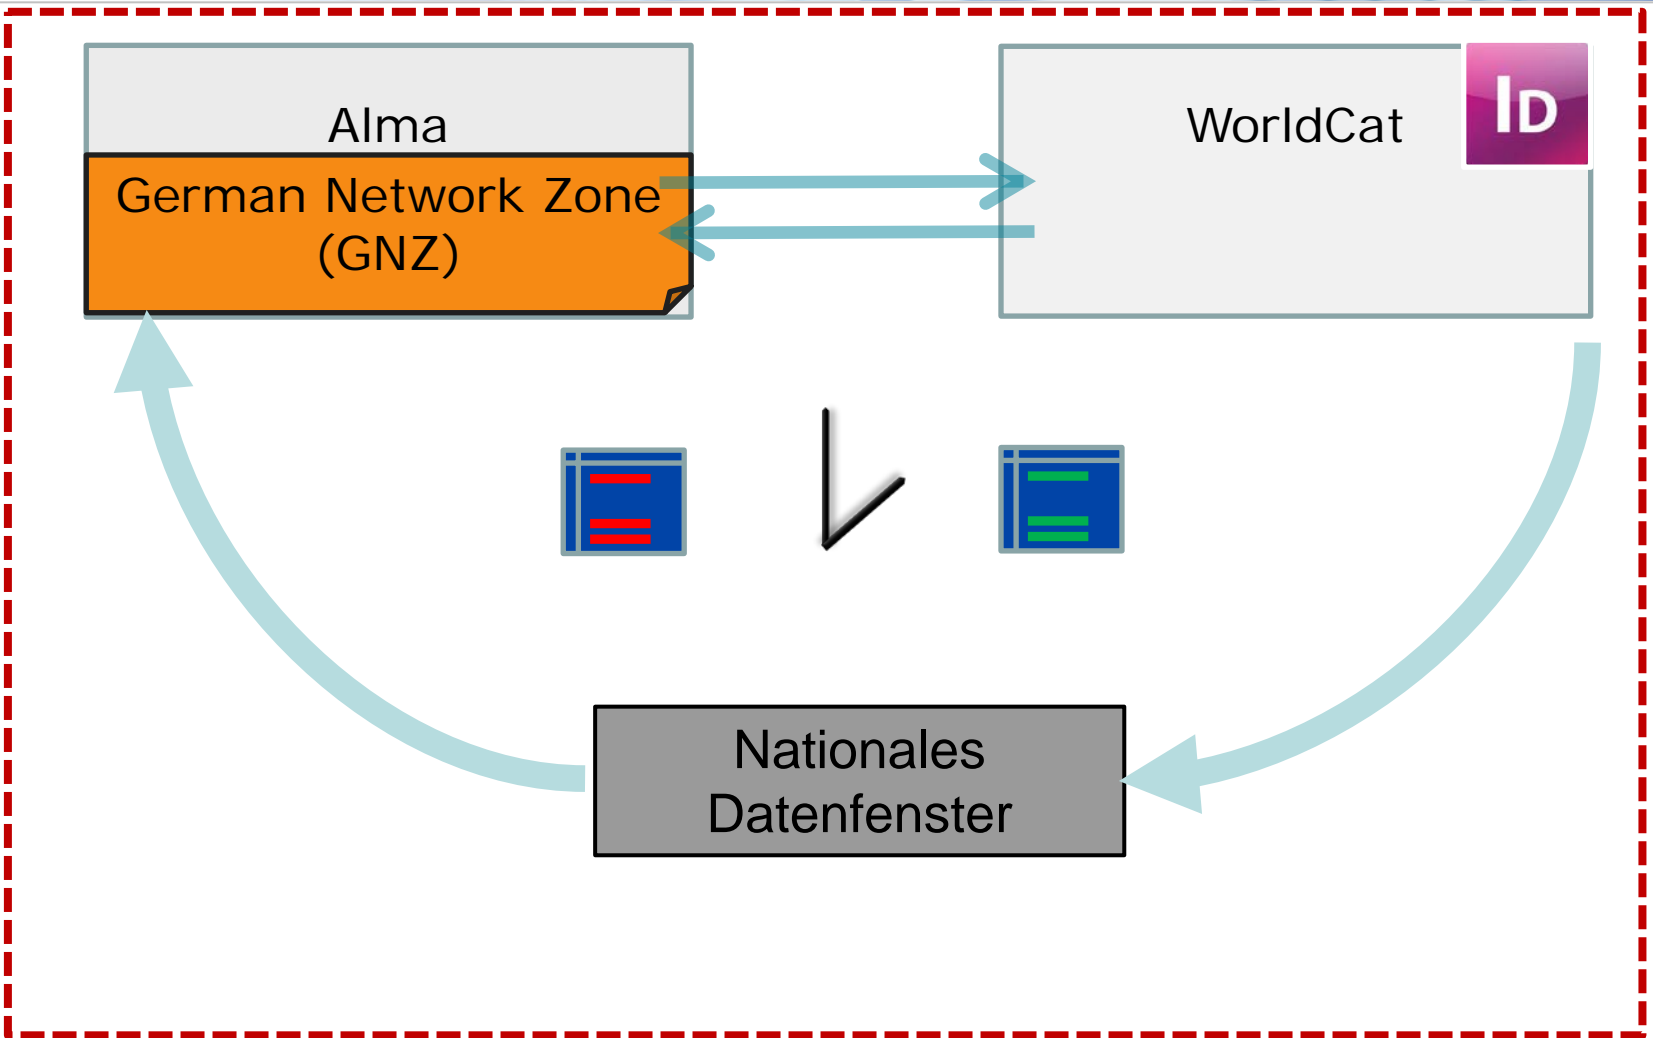 Alma
German Network Zone
(GNZ)
WorldCat
ID
Nationales
Datenfenster